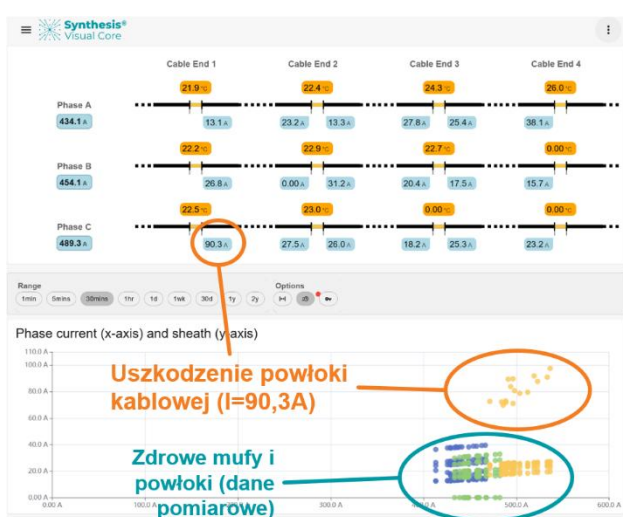 Synthesis®
Visual Core
Cable End 1 Cable End 2 Cable End 3 Cable End 4
21.9 °C 22.4 °C 24.3 °C 26.0 °C
Phase A
434.1 A 13.1 A 23.2 A 13.3 A 27.8 A 25.4 A 38.1 A
22.2 °C 22.9 °C 22.7 °C 0.00 °C
Phase B
454.1 A 26.8 A 0.00 A 31.2 A 20.4 A 17.5 A 15.7 A
22.5 °C 23.0 °C 0.00 °C 0.00 °C
Phase C
489.3 A 90.3 A 27.5 A 26.0 A 18.2 A 25.3 A 23.2 A
Range Options
1min 5mins 30mins 1hr 1d 1wk 30d 1y 2y
Phase current (x-axis) and sheath (y-axis)
110.0 A
100.0 A
80.0 A
60.0 A
40.0 A
20.0 A
0.00 A
0.00 A 100.0 A 300.0 A 500.0 A 600.0 A
Uszkodzenie powłoki
kablowej (I=90,3A)
Zdrowe mufy i
powłoki (dane
pomiarowe)